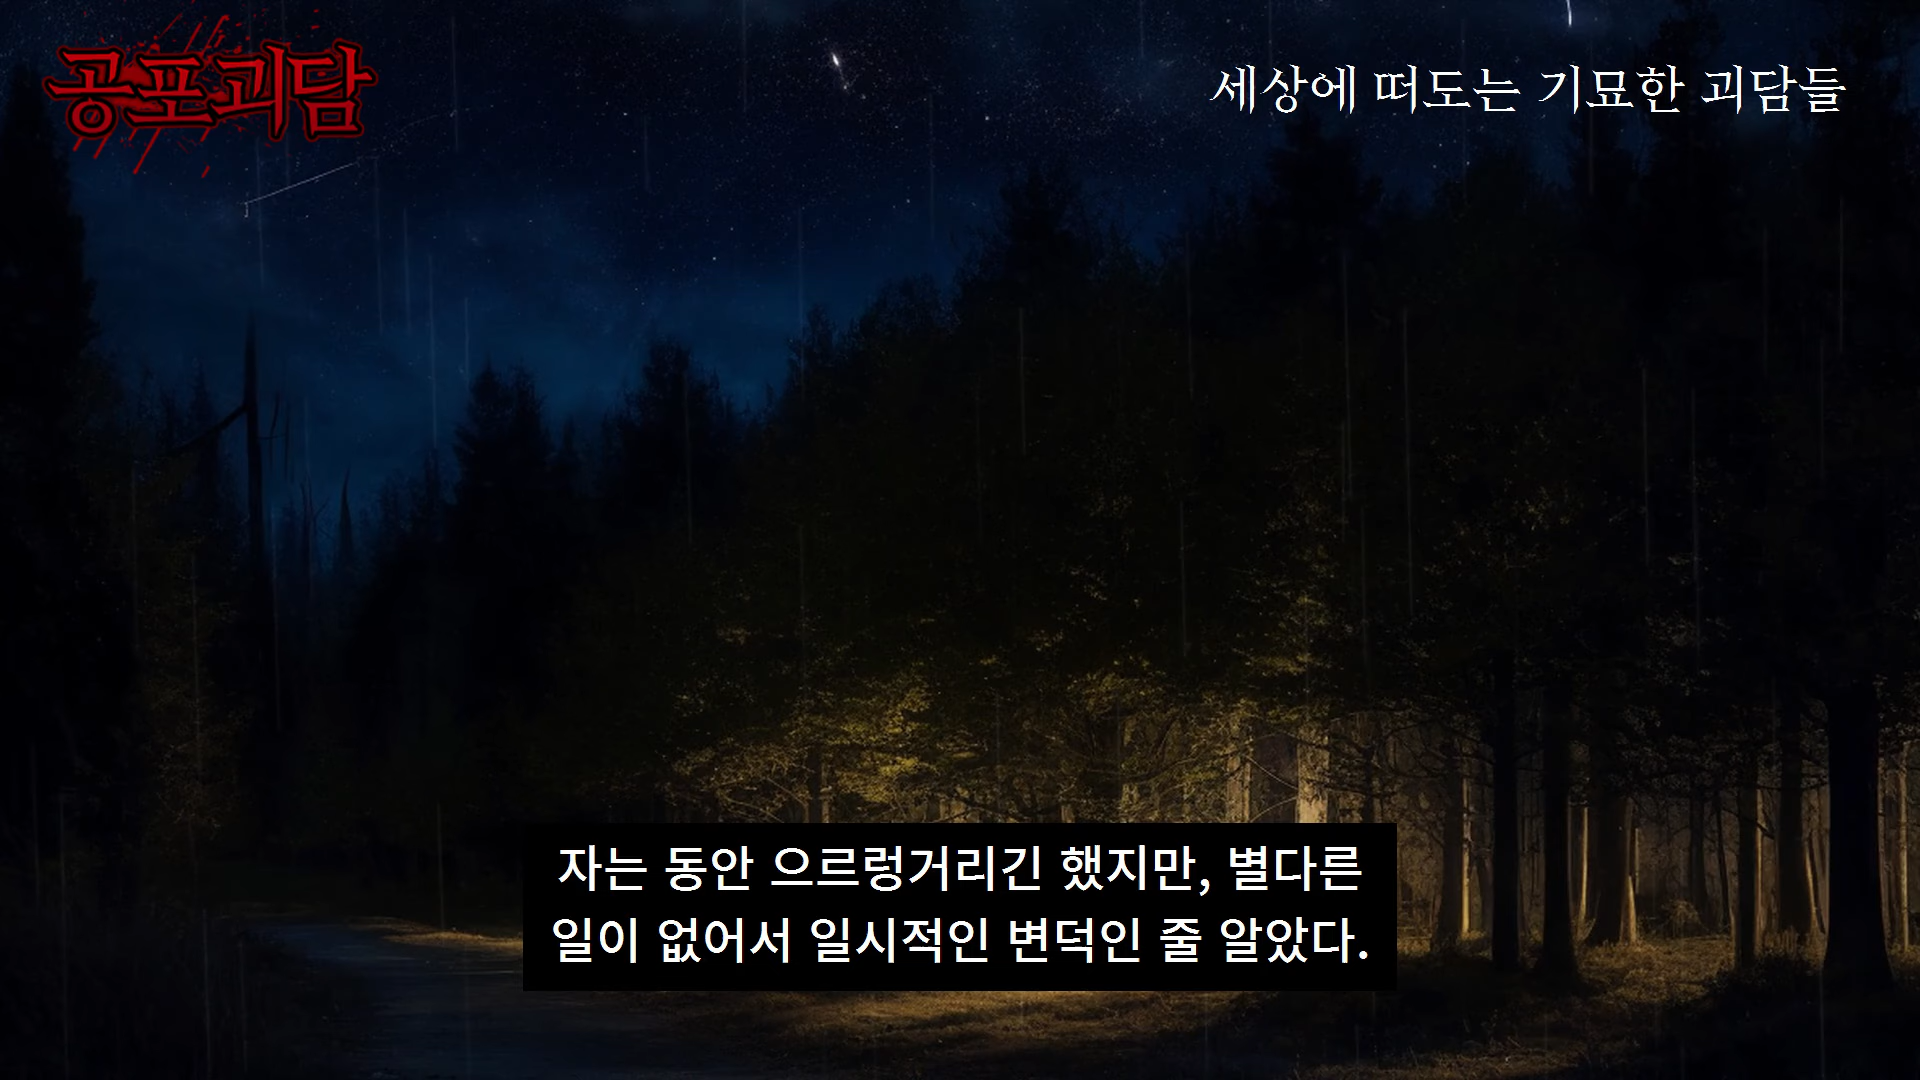 공포괴담
세상에 떠도는 기묘한 괴담들
자는 동안 으르렁거리긴 했지만, 별다른
일이 없어서 일시적인 변덕인 줄 알았다.